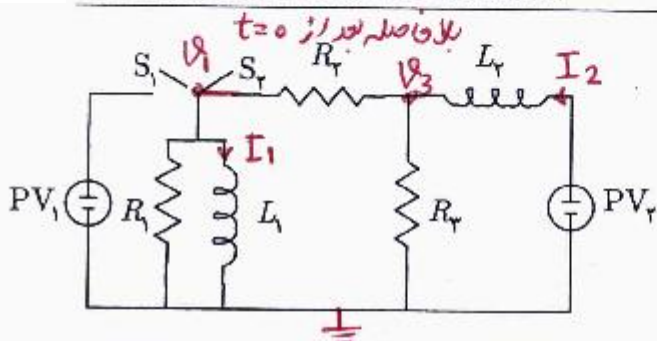 بلافاصله بعد از t=0
S₁ v₁ S₂ R₂ v₃ L₂ I₂
I₁
PV₁ R₁ L₁ R₃ PV₂